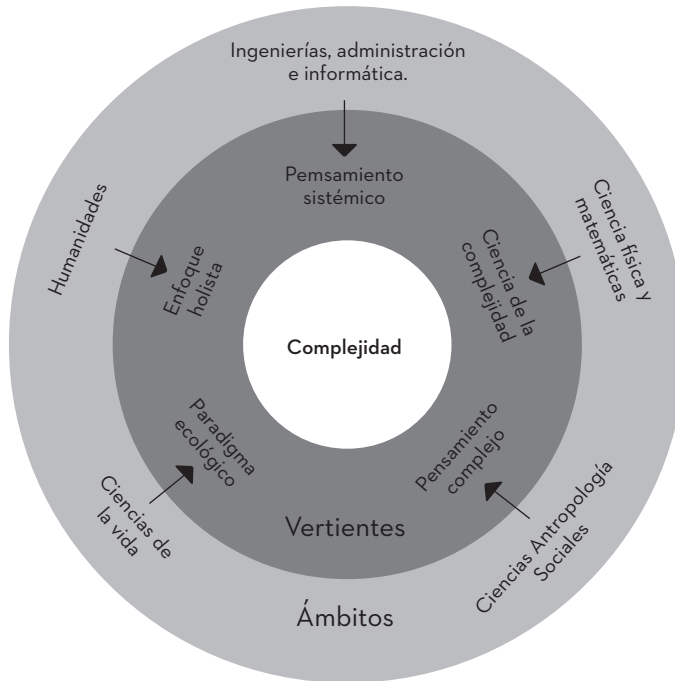 Ingenierías, administración
e informática.
Pemsamiento
sistémico
Humanidades
Enfoque
holista
Ciencia física y
matemáticas
Ciencia de la
complejidad
Complejidad
Paradigma
ecológico
Ciencias de
la vida
Pensamiento
complejo
Ciencias Antropología
Sociales
Vertientes
Ámbitos